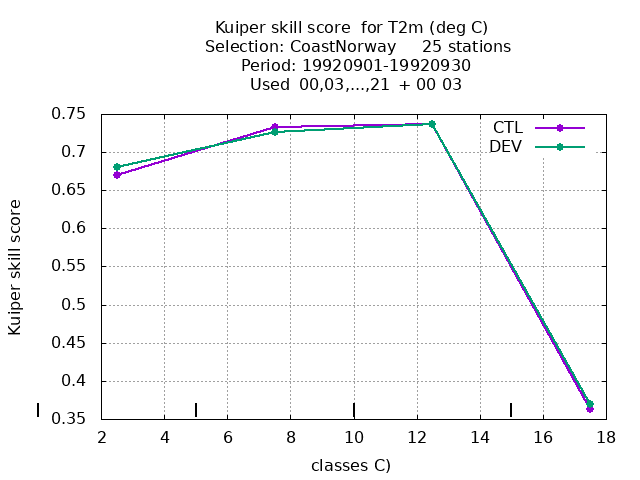 Kuiper skill score  for T2m (deg C)
Selection: CoastNorway     25 stations
Period: 19920901-19920930
Used  00,03,...,21  + 00 03
CTL
DEV
Kuiper skill score
0.75
0.7
0.65
0.6
0.55
0.5
0.45
0.4
0.35
2 4 6 8 10 12 14 16 18
classes C)